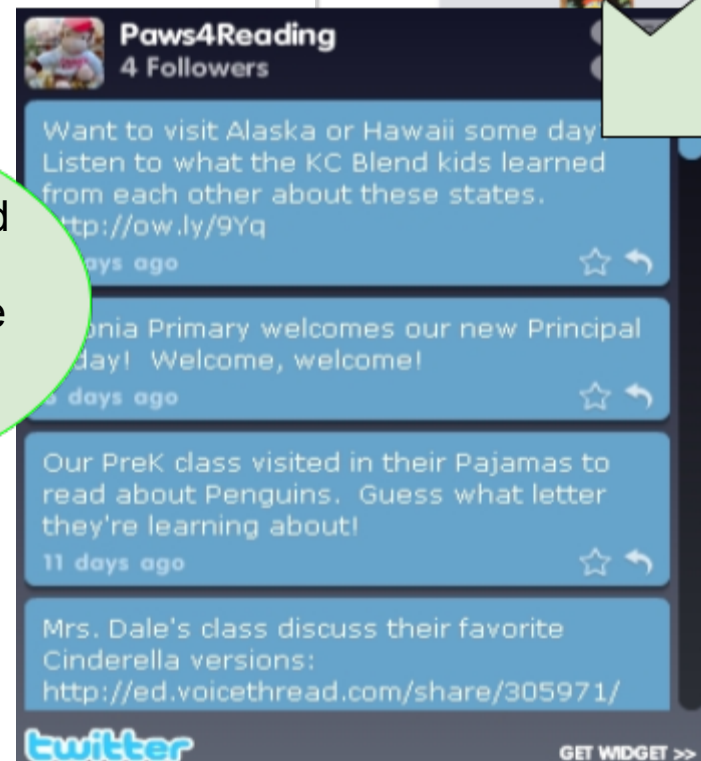 Paws4Reading
4 Followers
Want to visit Alaska or Hawaii some day
Listen to what the KC Blend kids learned
from each other about these states.
ttp://ow.ly/9Yq
ays ago
nia Primary welcomes our new Principal
day! Welcome, welcome!
days ago
Our PreK class visited in their Pajamas to
read about Penguins. Guess what letter
they're learning about!
11 days ago
Mrs. Dale's class discuss their favorite
Cinderella versions:
http://ed.voicethread.com/share/305971/
twitter
GET WIDGET >>